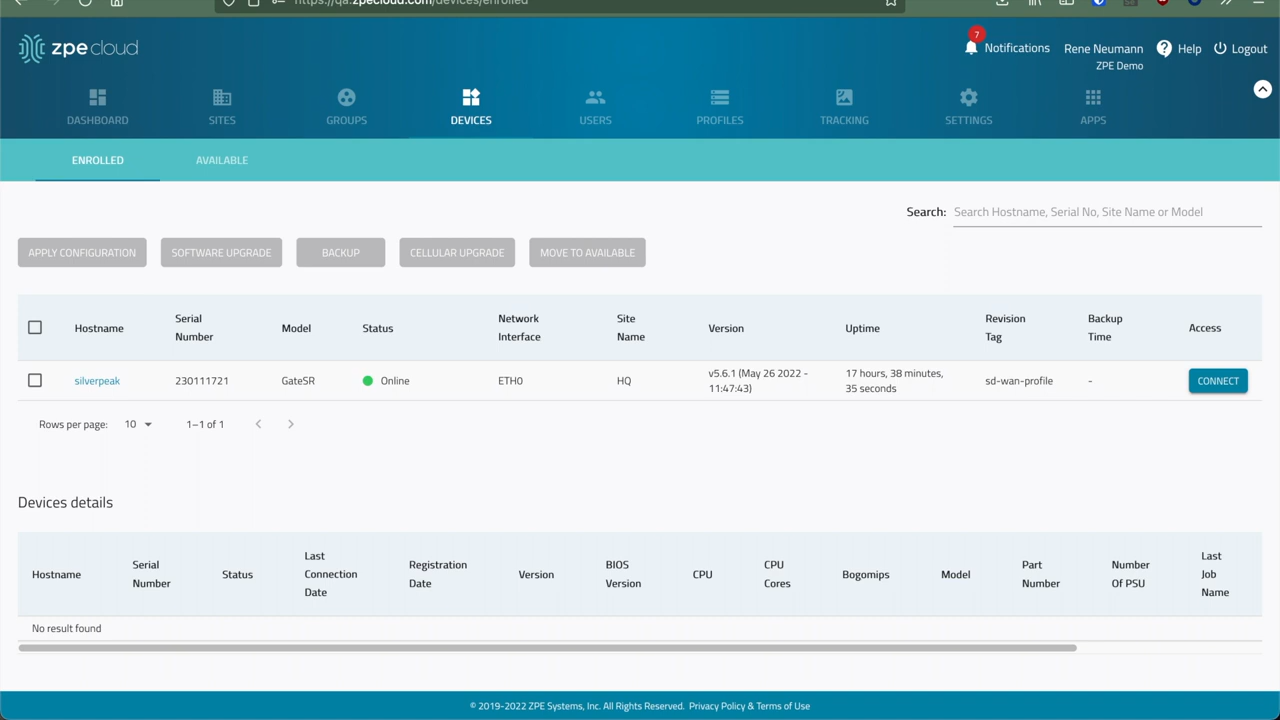 https://qa.zpecloud.com/devices/enrolled
zpe cloud
7
Notifications
Rene Neumann
ZPE Demo
Help
Logout
DASHBOARD
SITES
GROUPS
DEVICES
USERS
PROFILES
TRACKING
SETTINGS
APPS
ENROLLED
AVAILABLE
Search: Search Hostname, Serial No, Site Name or Model
APPLY CONFIGURATION
SOFTWARE UPGRADE
BACKUP
CELLULAR UPGRADE
MOVE TO AVAILABLE
Hostname
Serial
Number
Model
Status
Network
Interface
Site
Name
Version
Uptime
Revision
Tag
Backup
Time
Access
silverpeak
230111721
GateSR
Online
ETH0
HQ
v5.6.1 (May 26 2022 -
11:47:43)
17 hours, 38 minutes,
35 seconds
sd-wan-profile
-
CONNECT
Rows per page: 10
1–1 of 1
Devices details
Hostname
Serial
Number
Status
Last
Connection
Date
Registration
Date
Version
BIOS
Version
CPU
CPU
Cores
Bogomips
Model
Part
Number
Number
Of PSU
Last
Job
Name
No result found
© 2019-2022 ZPE Systems, Inc. All Rights Reserved. Privacy Policy & Terms of Use